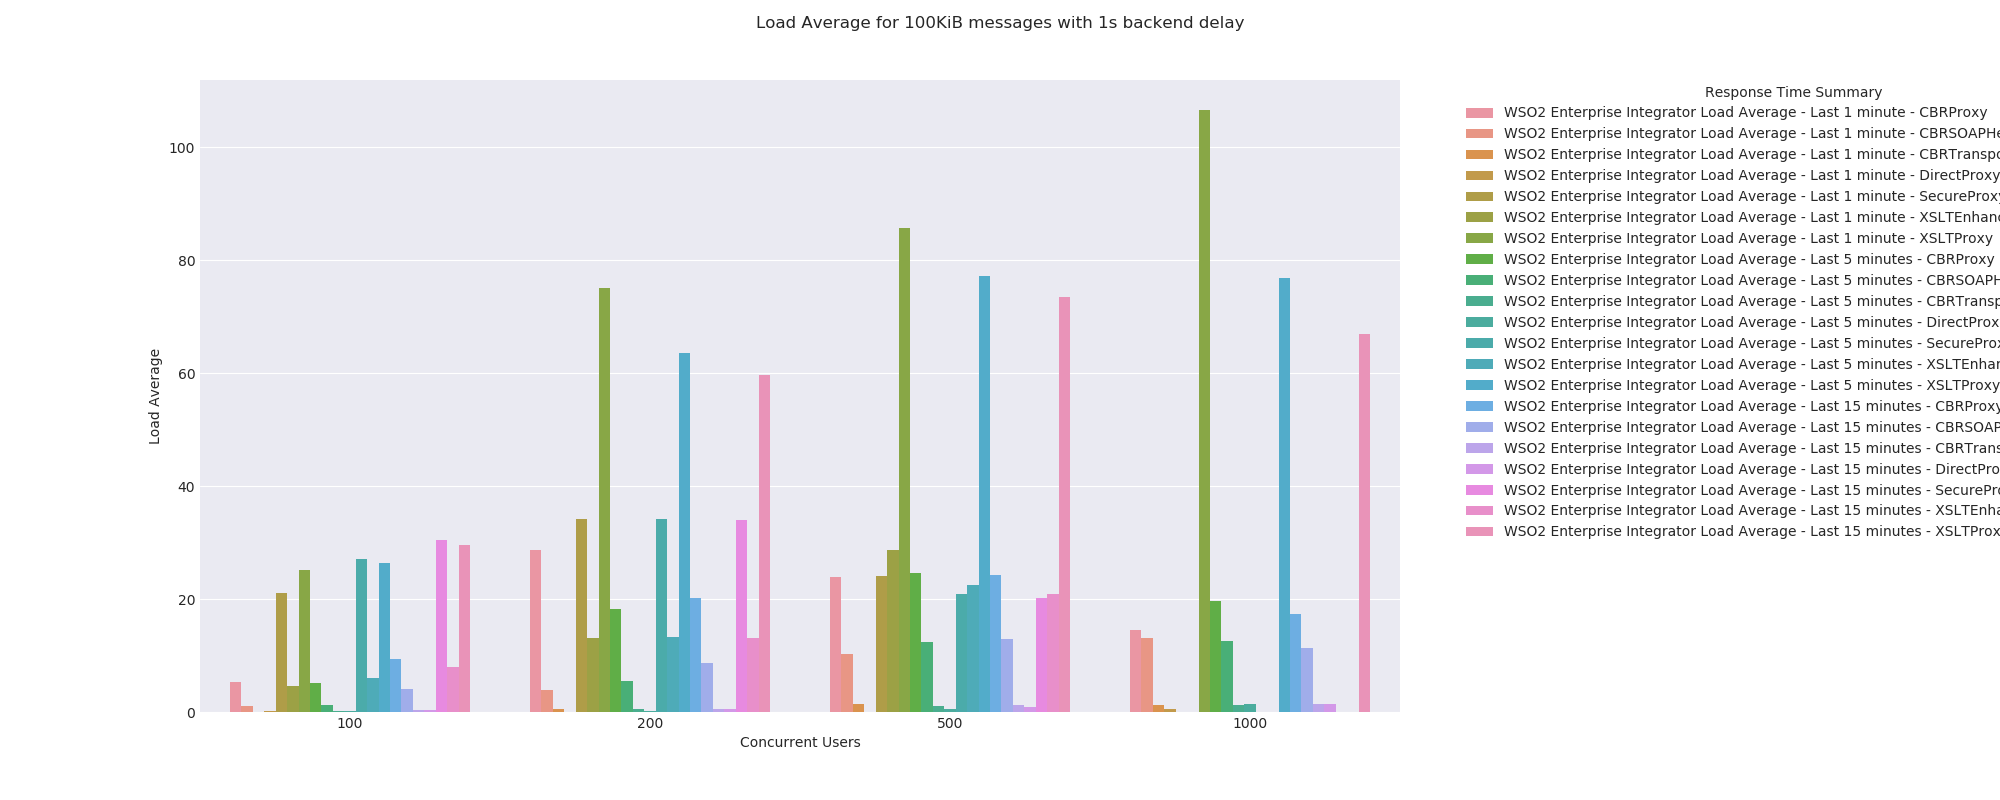 Load Average for 100KiB messages with 1s backend delay
Response Time Summary
WSO2 Enterprise Integrator Load Average - Last 1 minute - CBRProxy
WSO2 Enterprise Integrator Load Average - Last 1 minute - CBRSOAPHe
WSO2 Enterprise Integrator Load Average - Last 1 minute - CBRTranspo
WSO2 Enterprise Integrator Load Average - Last 1 minute - DirectProxy
WSO2 Enterprise Integrator Load Average - Last 1 minute - SecureProxy
WSO2 Enterprise Integrator Load Average - Last 1 minute - XSLTEnhanc
WSO2 Enterprise Integrator Load Average - Last 1 minute - XSLTProxy
WSO2 Enterprise Integrator Load Average - Last 5 minutes - CBRProxy
WSO2 Enterprise Integrator Load Average - Last 5 minutes - CBRSOAPH
WSO2 Enterprise Integrator Load Average - Last 5 minutes - CBRTransp
WSO2 Enterprise Integrator Load Average - Last 5 minutes - DirectProx
WSO2 Enterprise Integrator Load Average - Last 5 minutes - SecureProx
WSO2 Enterprise Integrator Load Average - Last 5 minutes - XSLTEnhan
WSO2 Enterprise Integrator Load Average - Last 5 minutes - XSLTProxy
WSO2 Enterprise Integrator Load Average - Last 15 minutes - CBRProxy
WSO2 Enterprise Integrator Load Average - Last 15 minutes - CBRSOAP
WSO2 Enterprise Integrator Load Average - Last 15 minutes - CBRTrans
WSO2 Enterprise Integrator Load Average - Last 15 minutes - DirectPro
WSO2 Enterprise Integrator Load Average - Last 15 minutes - SecurePro
WSO2 Enterprise Integrator Load Average - Last 15 minutes - XSLTEnha
WSO2 Enterprise Integrator Load Average - Last 15 minutes - XSLTProx
Load Average
100
80
60
40
20
0
100 200 500 1000
Concurrent Users